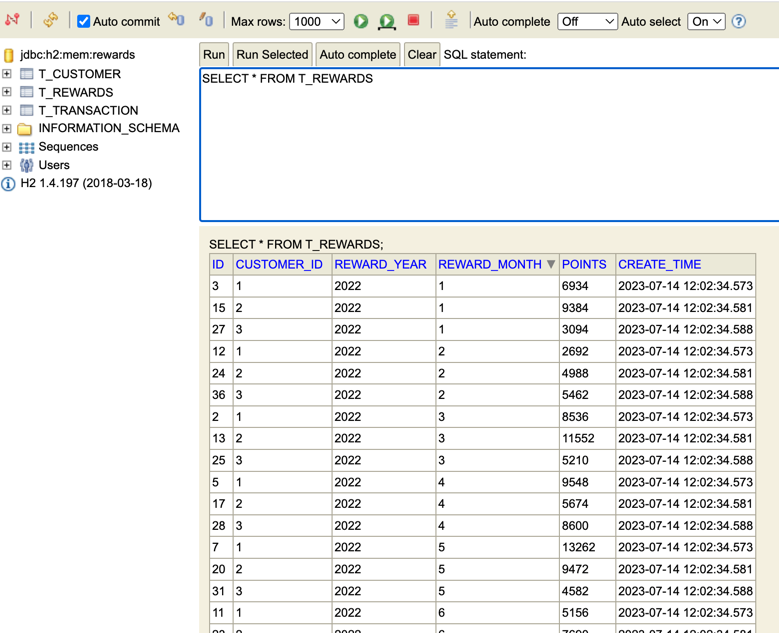 Auto commit Max rows: 1000 Auto complete Off Auto select On ?
jdbc:h2:mem:rewards
T_CUSTOMER
T_REWARDS
T_TRANSACTION
INFORMATION_SCHEMA
Sequences
Users
H2 1.4.197 (2018-03-18)
Run Run Selected Auto complete Clear SQL statement:
SELECT * FROM T_REWARDS
SELECT * FROM T_REWARDS;
ID CUSTOMER_ID REWARD_YEAR REWARD_MONTH ▼ POINTS CREATE_TIME
3 1 2022 1 6934 2023-07-14 12:02:34.573
15 2 2022 1 9384 2023-07-14 12:02:34.581
27 3 2022 1 3094 2023-07-14 12:02:34.588
12 1 2022 2 2692 2023-07-14 12:02:34.573
24 2 2022 2 4988 2023-07-14 12:02:34.581
36 3 2022 2 5462 2023-07-14 12:02:34.588
2 1 2022 3 8536 2023-07-14 12:02:34.573
13 2 2022 3 11552 2023-07-14 12:02:34.581
25 3 2022 3 5210 2023-07-14 12:02:34.588
5 1 2022 4 9548 2023-07-14 12:02:34.573
17 2 2022 4 5674 2023-07-14 12:02:34.581
28 3 2022 4 8600 2023-07-14 12:02:34.588
7 1 2022 5 13262 2023-07-14 12:02:34.573
20 2 2022 5 9472 2023-07-14 12:02:34.581
31 3 2022 5 4582 2023-07-14 12:02:34.588
11 1 2022 6 5156 2023-07-14 12:02:34.573